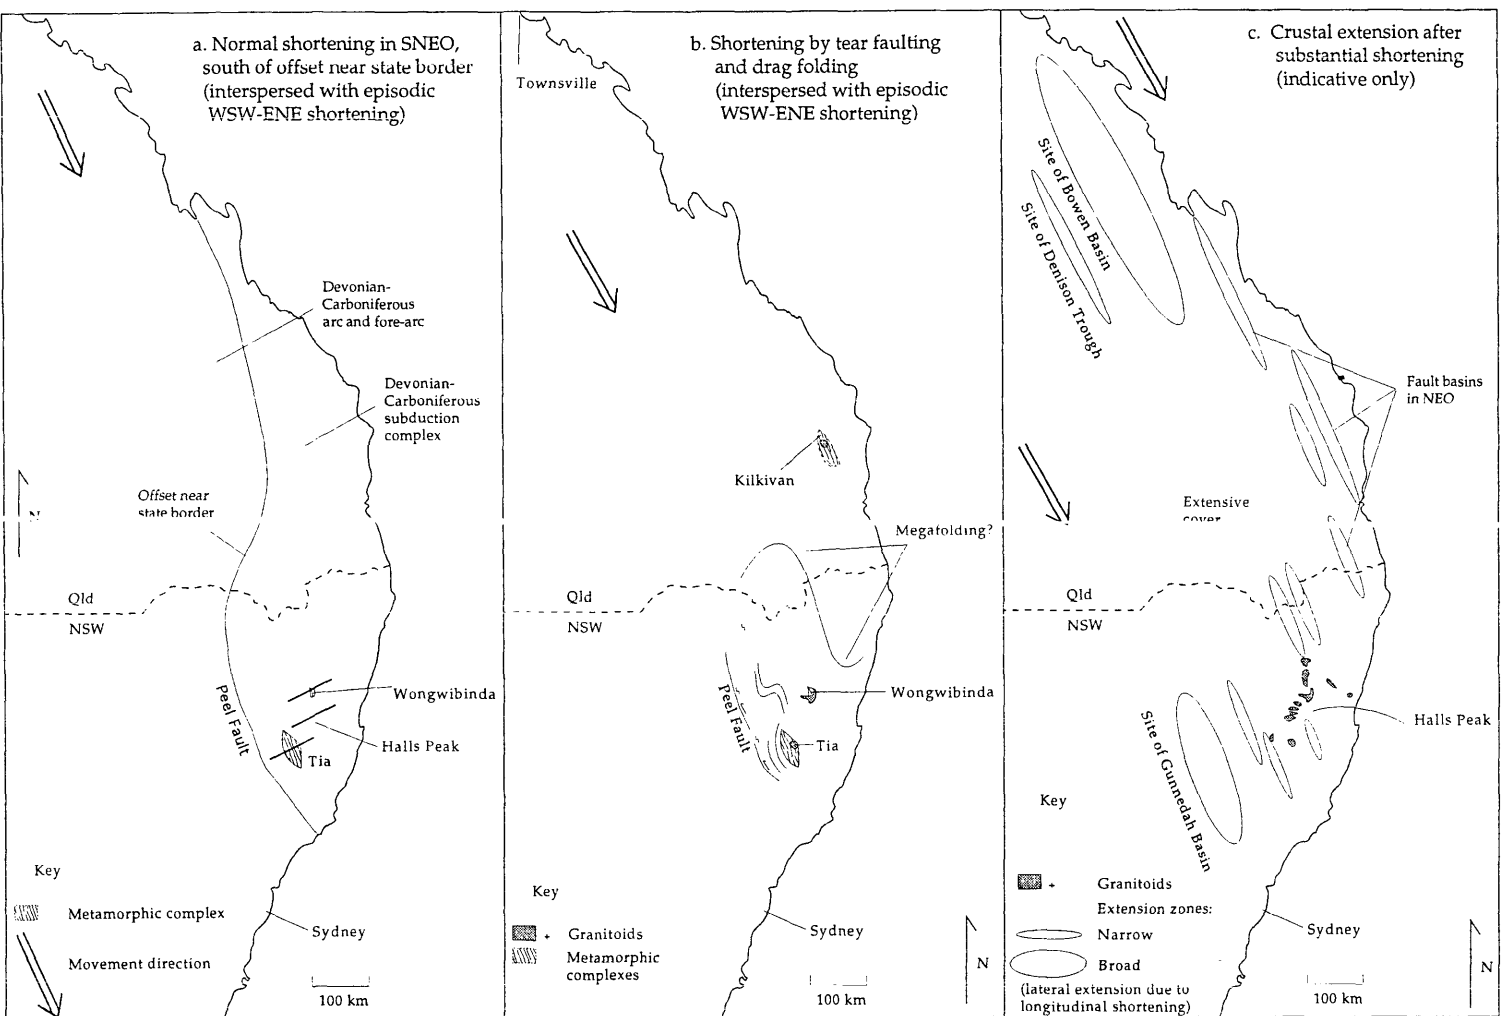 a. Normal shortening in SNEO,
south of offset near state border
(interspersed with episodic
WSW-ENE shortening)
Devonian-
Carboniferous
arc and fore-arc
Devonian-
Carboniferous
subduction
complex
Offset near
state border
N
Qld
NSW
Peel Fault
Wongwibinda
Halls Peak
Tia
Key
Metamorphic complex
Movement direction
Sydney
100 km
b. Shortening by tear faulting
and drag folding
(interspersed with episodic
WSW-ENE shortening)
Townsville
Kilkivan
Megafolding?
Qld
NSW
Peel Fault
Wongwibinda
Tia
Key
Granitoids
Metamorphic
complexes
Sydney
100 km
N
c. Crustal extension after
substantial shortening
(indicative only)
Site of Bowen Basin
Site of Denison Trough
Fault basins
in NEO
Extensive
cover
Qld
NSW
Halls Peak
Site of Gunnedah Basin
Key
Granitoids
Extension zones:
Narrow
Broad
(lateral extension due to
longitudinal shortening)
Sydney
100 km
N